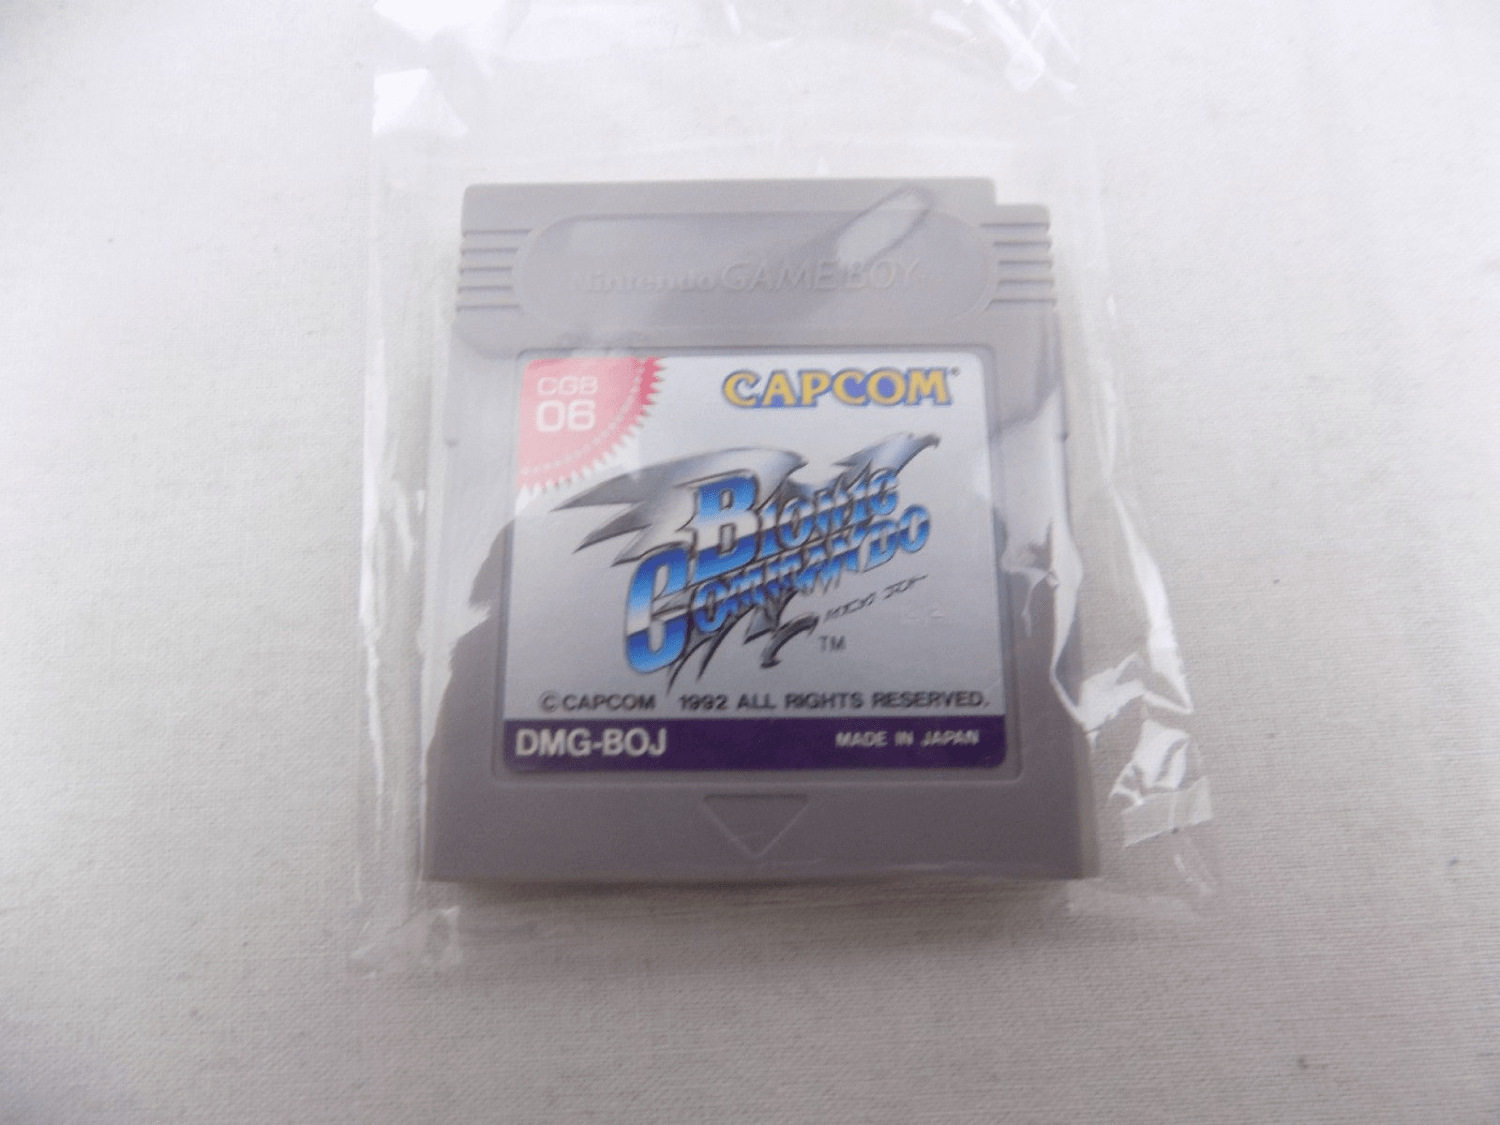 Nintendo GAME BOY
CGB
06
CAPCOM®
BIONIC
COMMANDO
TM
©CAPCOM 1992 ALL RIGHTS RESERVED.
DMG-BOJ
MADE IN JAPAN